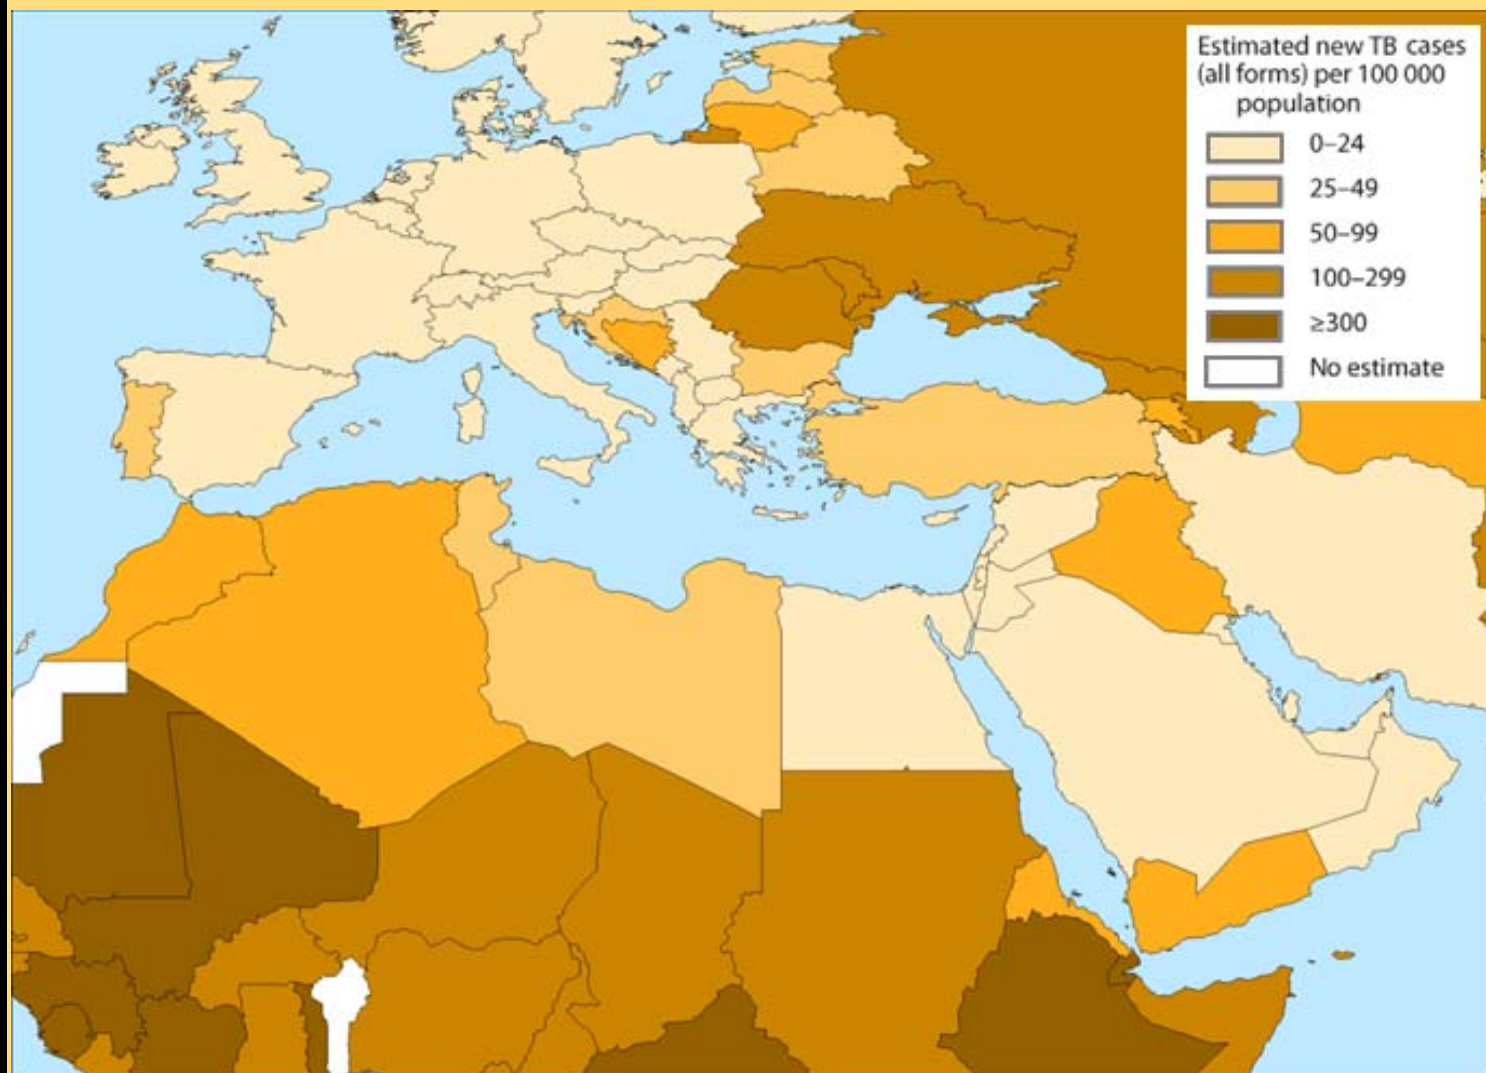 Estimated new TB cases
(all forms) per 100 000
population
0–24
25–49
50–99
100–299
≥300
No estimate